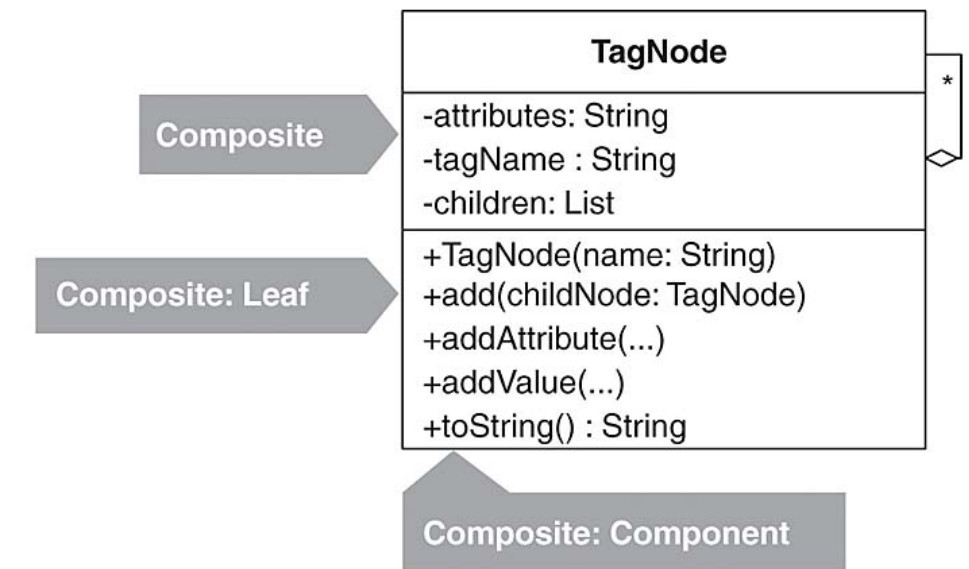 TagNode
*
Composite
-attributes: String
-tagName : String
-children: List
Composite: Leaf
+TagNode(name: String)
+add(childNode: TagNode)
+addAttribute(...)
+addValue(...)
+toString() : String
Composite: Component